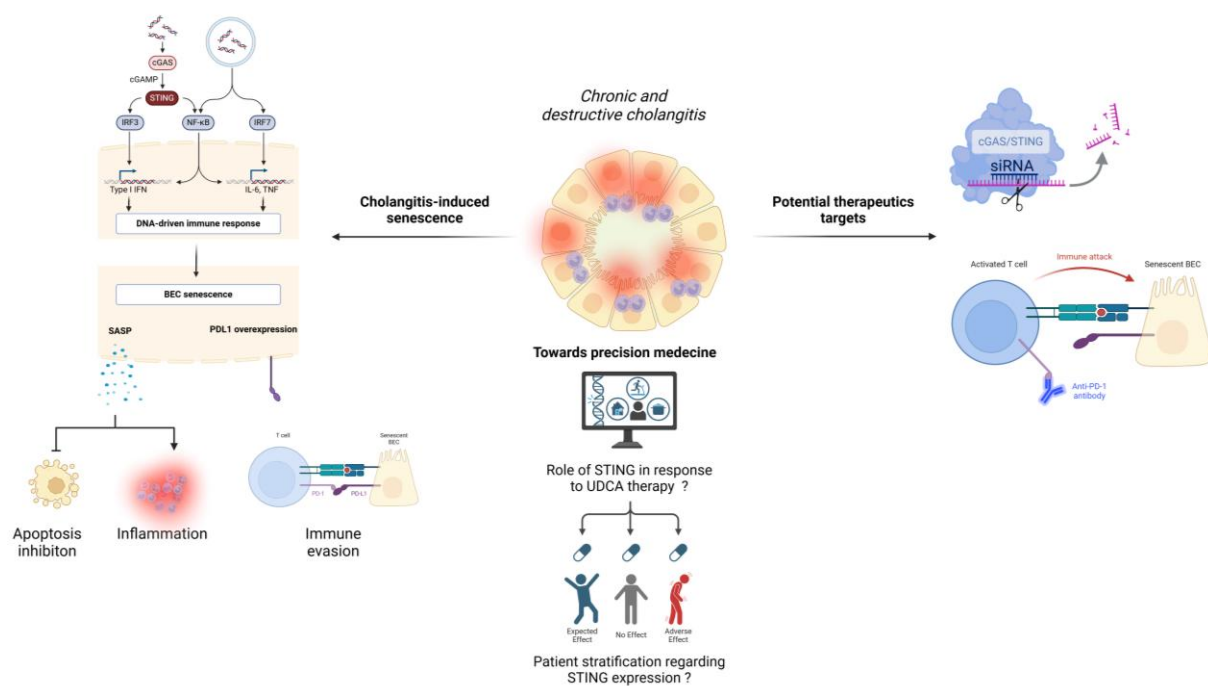 cGAS
cGAMP
STING
IRF3
NF-κB
IRF7
Type I IFN
IL-6, TNF
DNA-driven immune response
BEC senescence
SASP
PDL1 overexpression
Apoptosis
inhibiton
Inflammation
T cell
Senescent
BEC
PD-1
PD-L1
Immune
evasion
Cholangitis-induced
senescence
Chronic and
destructive cholangitis
Towards precision medecine
Role of STING in response
to UDCA therapy ?
Expected
Effect
No Effect
Adverse
Effect
Patient stratification regarding
STING expression ?
Potential therapeutics
targets
cGAS/STING
siRNA
Activated T cell
Immune attack
Senescent BEC
Anti-PD-1
antibody